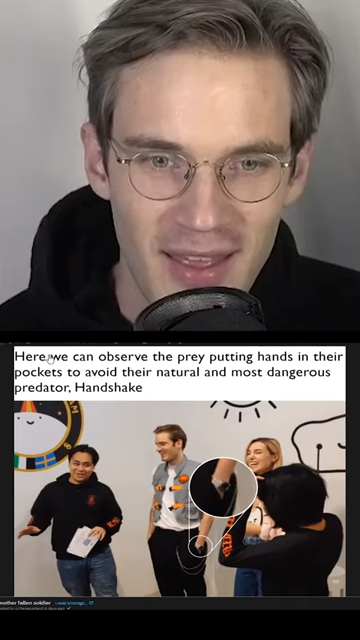 Here we can observe the prey putting hands in their
pockets to avoid their natural and most dangerous
predator, Handshake
nother fallen soldier